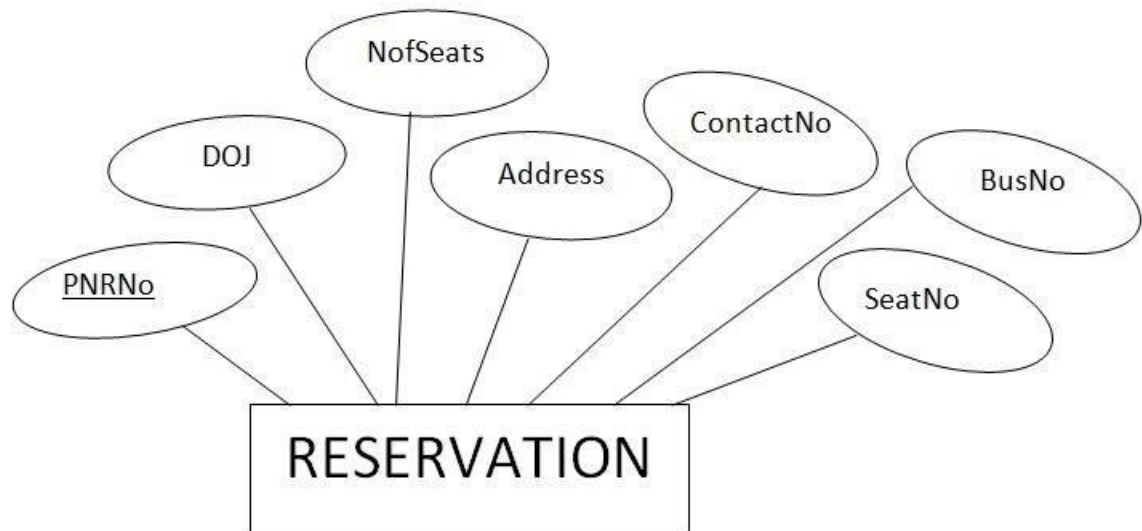 NofSeats
ContactNo
DOJ
Address
BusNo
PNRNo
SeatNo
RESERVATION